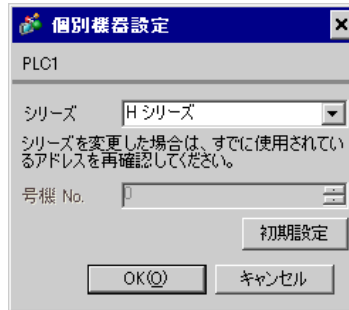 個別機器設定
PLC1
シリーズ H シリーズ
シリーズを変更した場合は、すでに使用されてい
るアドレスを再確認してください。
号機 No. 0
初期設定
OK(O) キャンセル